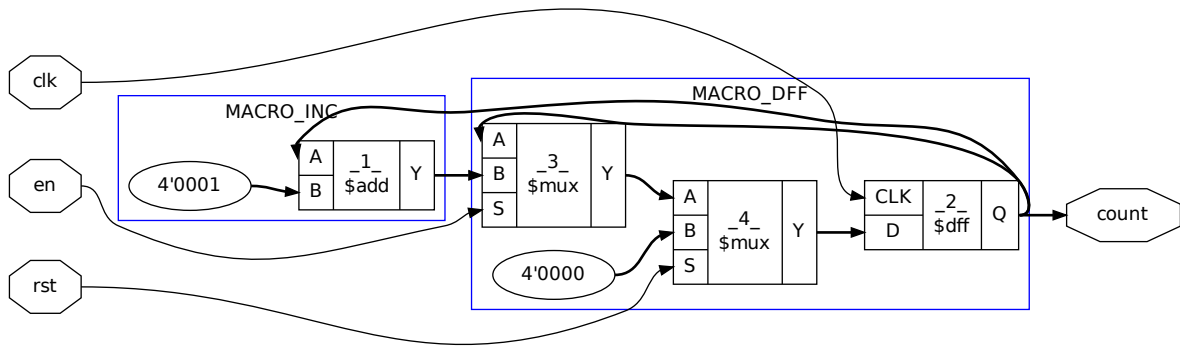 clk
en
rst
MACRO_INC
4'0001
A
B
_1_
$add
Y
MACRO_DFF
A
B
S
_3_
$mux
Y
4'0000
A
B
S
_4_
$mux
Y
CLK
D
_2_
$dff
Q
count